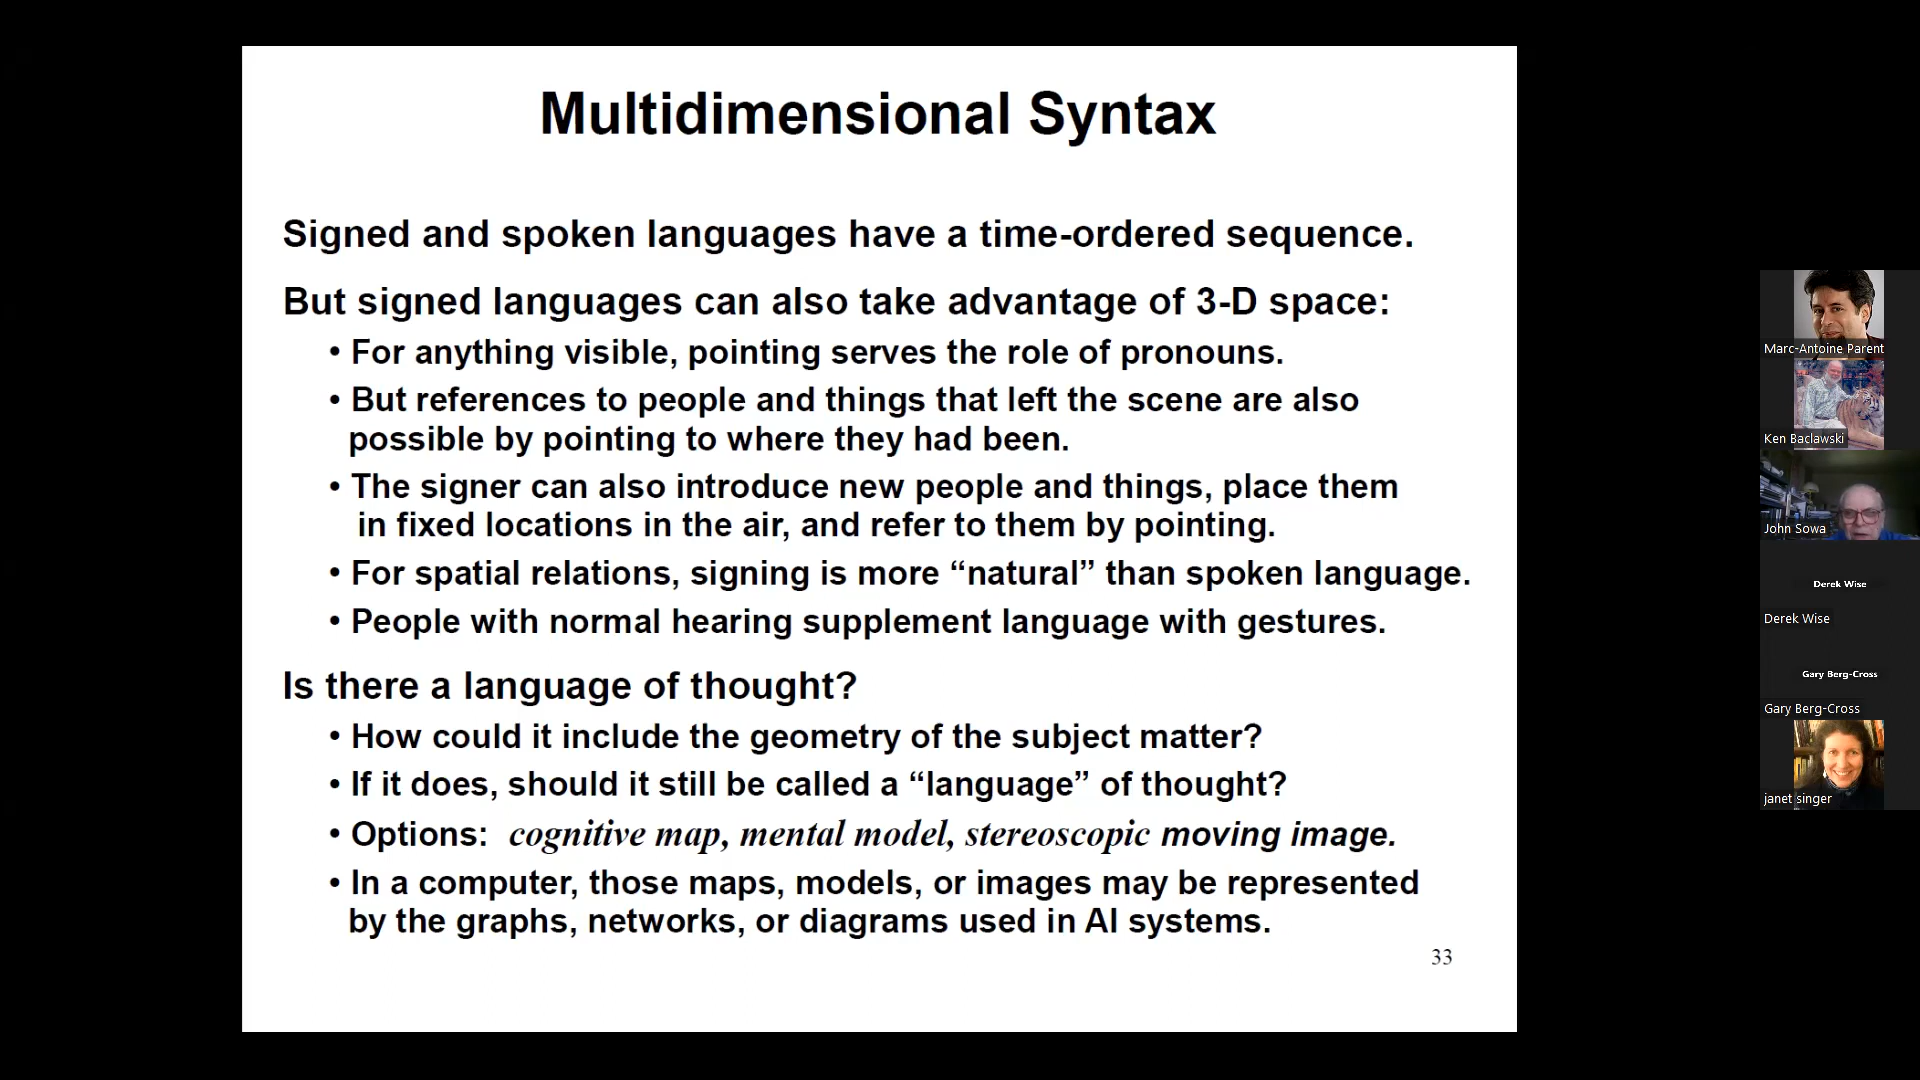 Multidimensional Syntax
Signed and spoken languages have a time-ordered sequence.
But signed languages can also take advantage of 3-D space:
• For anything visible, pointing serves the role of pronouns.
• But references to people and things that left the scene are also
possible by pointing to where they had been.
• The signer can also introduce new people and things, place them
in fixed locations in the air, and refer to them by pointing.
• For spatial relations, signing is more “natural” than spoken language.
• People with normal hearing supplement language with gestures.
Is there a language of thought?
• How could it include the geometry of the subject matter?
• If it does, should it still be called a “language” of thought?
• Options: cognitive map, mental model, stereoscopic moving image.
• In a computer, those maps, models, or images may be represented
by the graphs, networks, or diagrams used in AI systems.
33
Marc-Antoine Parent
Ken Baclawski
John Sowa
Derek Wise
Derek Wise
Gary Berg-Cross
Gary Berg-Cross
janet singer